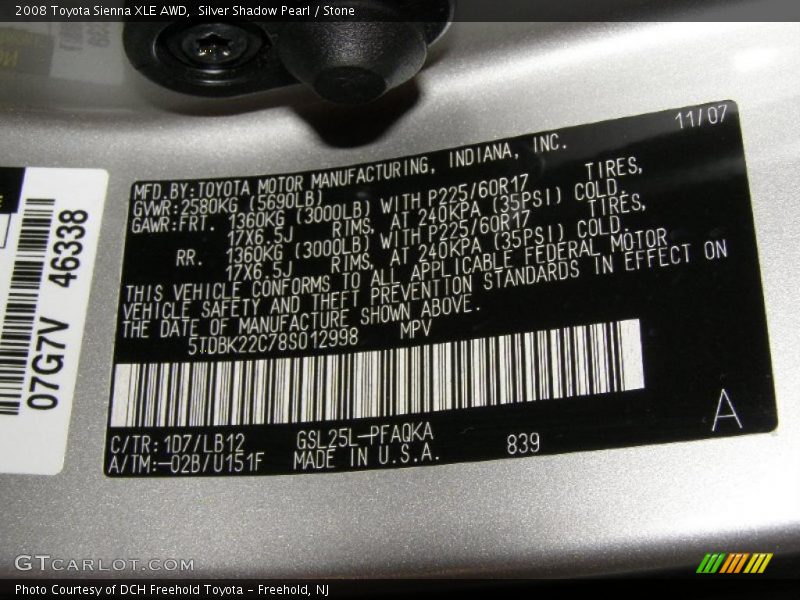 2008 Toyota Sienna XLE AWD,  Silver Shadow Pearl / Stone
11/07
MFD. BY: TOYOTA MOTOR MANUFACTURING, INDIANA, INC.
GVWR: 2580KG (5690LB)
GAWR: FRT. 1360KG (3000LB) WITH P225/60R17 TIRES,
17X6.5J RIMS, AT 240KPA (35PSI) COLD.
RR. 1360KG (3000LB) WITH P225/60R17 TIRES,
17X6.5J RIMS, AT 240KPA (35PSI) COLD.
THIS VEHICLE CONFORMS TO ALL APPLICABLE FEDERAL MOTOR
VEHICLE SAFETY AND THEFT PREVENTION STANDARDS IN EFFECT ON
THE DATE OF MANUFACTURE SHOWN ABOVE.
5TDBK22C78S012998 MPV
C/TR: 1D7/LB12 GSL25L-PFAQKA 839
A/TM:-02B/U151F MADE IN U.S.A.
A
07G7V 46338
GTCARLOT.COM
Photo Courtesy of DCH Freehold Toyota - Freehold, NJ